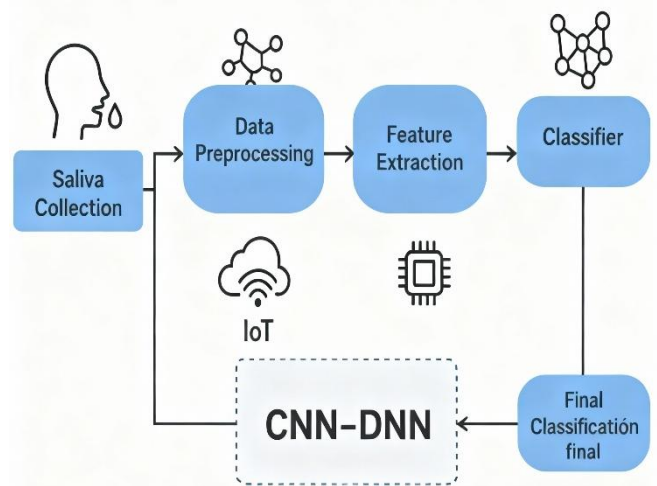 Saliva
Collection
Data
Preprocessing
Feature
Extraction
Classifier
IoT
CNN–DNN
Final
Classificatión
final